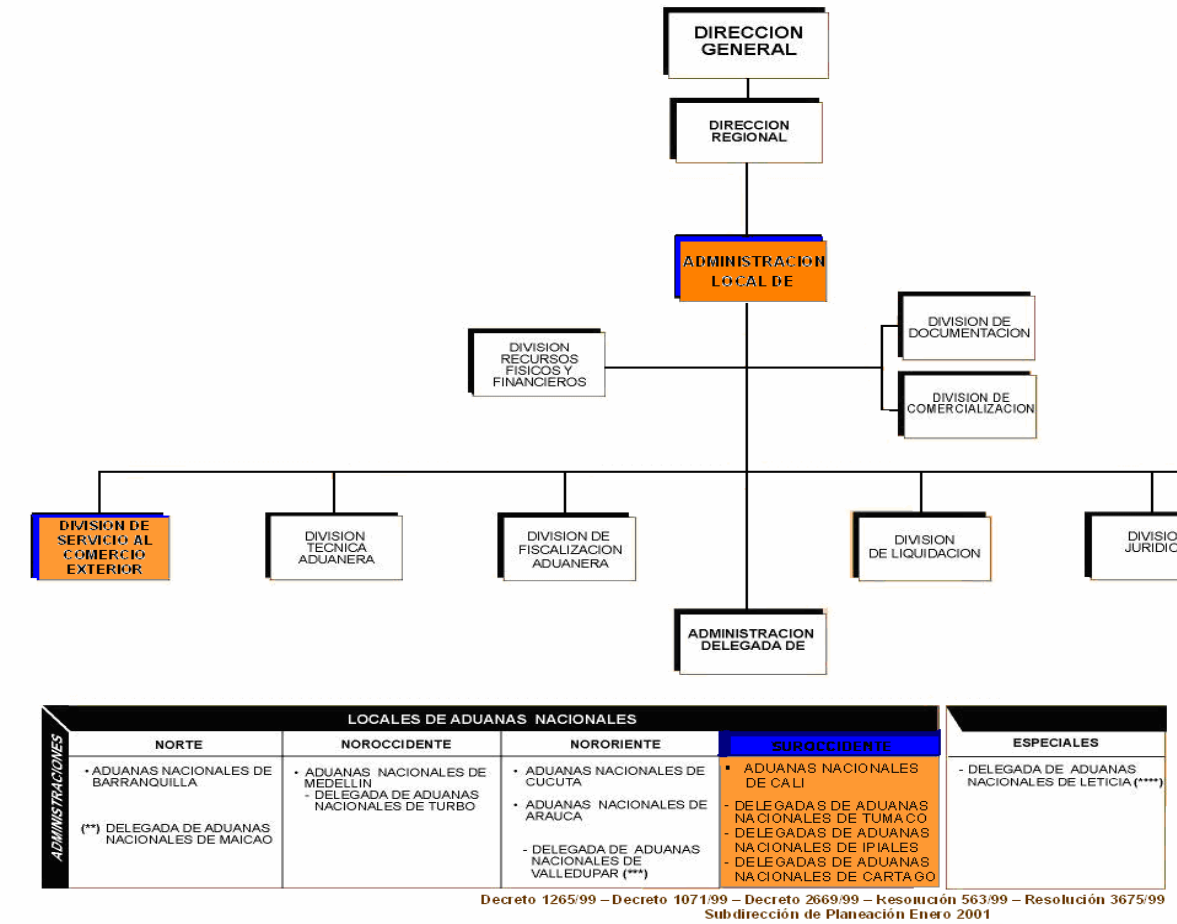 DIRECCION
GENERAL
DIRECCION
REGIONAL
ADMINISTRACION
LOCAL DE
DIVISION
RECURSOS
FISICOS Y
FINANCIEROS
DIVISION DE
DOCUMENTACION
DIVISION DE
COMERCIALIZACION
DIVISION DE
SERVICIO AL
COMERCIO
EXTERIOR
DIVISION
TECNICA
ADUANERA
DIVISION DE
FISCALIZACION
ADUANERA
DIVISION
DE LIQUIDACION
DIVISIO
JURIDIC
ADMINISTRACION
DELEGADA DE
ADMINISTRACIONES
LOCALES DE ADUANAS NACIONALES
NORTE
• ADUANAS NACIONALES DE
BARRANQUILLA
(**) DELEGADA DE ADUANAS
NACIONALES DE MAICAO
NOROCCIDENTE
• ADUANAS NACIONALES DE
MEDELLIN
- DELEGADA DE ADUANAS
NACIONALES DE TURBO
NORORIENTE
• ADUANAS NACIONALES DE
CUCUTA
• ADUANAS NACIONALES DE
ARAUCA
- DELEGADA DE ADUANAS
NACIONALES DE
VALLEDUPAR (***)
SUROCCIDENTE
▪ ADUANAS NACIONALES
DE CALI
- DELEGADAS DE ADUANAS
NACIONALES DE TUMACO
- DELEGADAS DE ADUANAS
NACIONALES DE IPIALES
- DELEGADAS DE ADUANAS
NACIONALES DE CARTAGO
ESPECIALES
- DELEGADA DE ADUANAS
NACIONALES DE LETICIA (****)
Decreto 1265/99 – Decreto 1071/99 – Decreto 2669/99 – Resolución 563/99 – Resolución 3675/99
Subdirección de Planeación Enero 2001